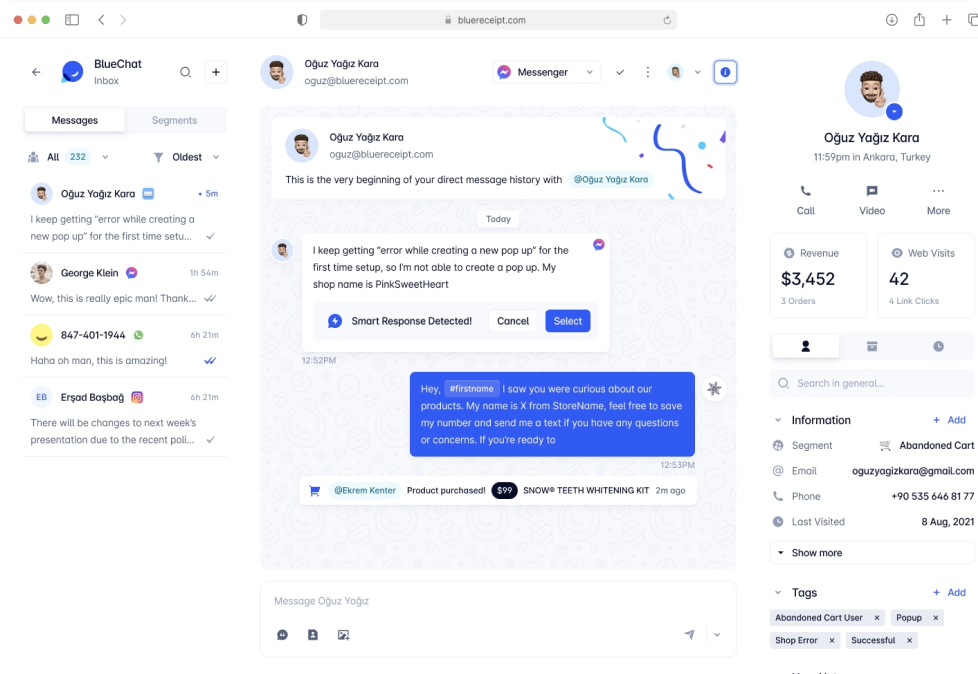 bluereceipt.com
BlueChat
Inbox
Messages
Segments
All
232
Oldest
Oğuz Yağız Kara
• 5m
I keep getting “error while creating a
new pop up” for the first time setu...
George Klein
1h 54m
Wow, this is really epic man! Thank...
847-401-1944
6h 21m
Haha oh man, this is amazing!
EB
Erşad Başbağ
6h 21m
There will be changes to next week’s
presentation due to the recent poli...
Oğuz Yağız Kara
oguz@bluereceipt.com
Messenger
Oğuz Yağız Kara
oguz@bluereceipt.com
This is the very beginning of your direct message history with @Oğuz Yağız Kara
Today
I keep getting “error while creating a new pop up” for the
first time setup, so I’m not able to create a pop up. My
shop name is PinkSweetHeart
Smart Response Detected!
Cancel
Select
12:52PM
Hey, #firstname I saw you were curious about our
products. My name is X from StoreName, feel free to save
my number and send me a text if you have any questions
or concerns. If you’re ready to
12:53PM
@Ekrem Kenter Product purchased! $99 SNOW® TEETH WHITENING KIT 2m ago
Message Oğuz Yağız
Oğuz Yağız Kara
11:59pm in Ankara, Turkey
Call
Video
More
Revenue
$3,452
3 Orders
Web Visits
42
4 Link Clicks
Search in general...
Information
+ Add
Segment
Abandoned Cart
Email
oguzyagizkara@gmail.com
Phone
+90 535 646 81 77
Last Visited
8 Aug, 2021
Show more
Tags
+ Add
Abandoned Cart User ×
Popup ×
Shop Error ×
Successful ×